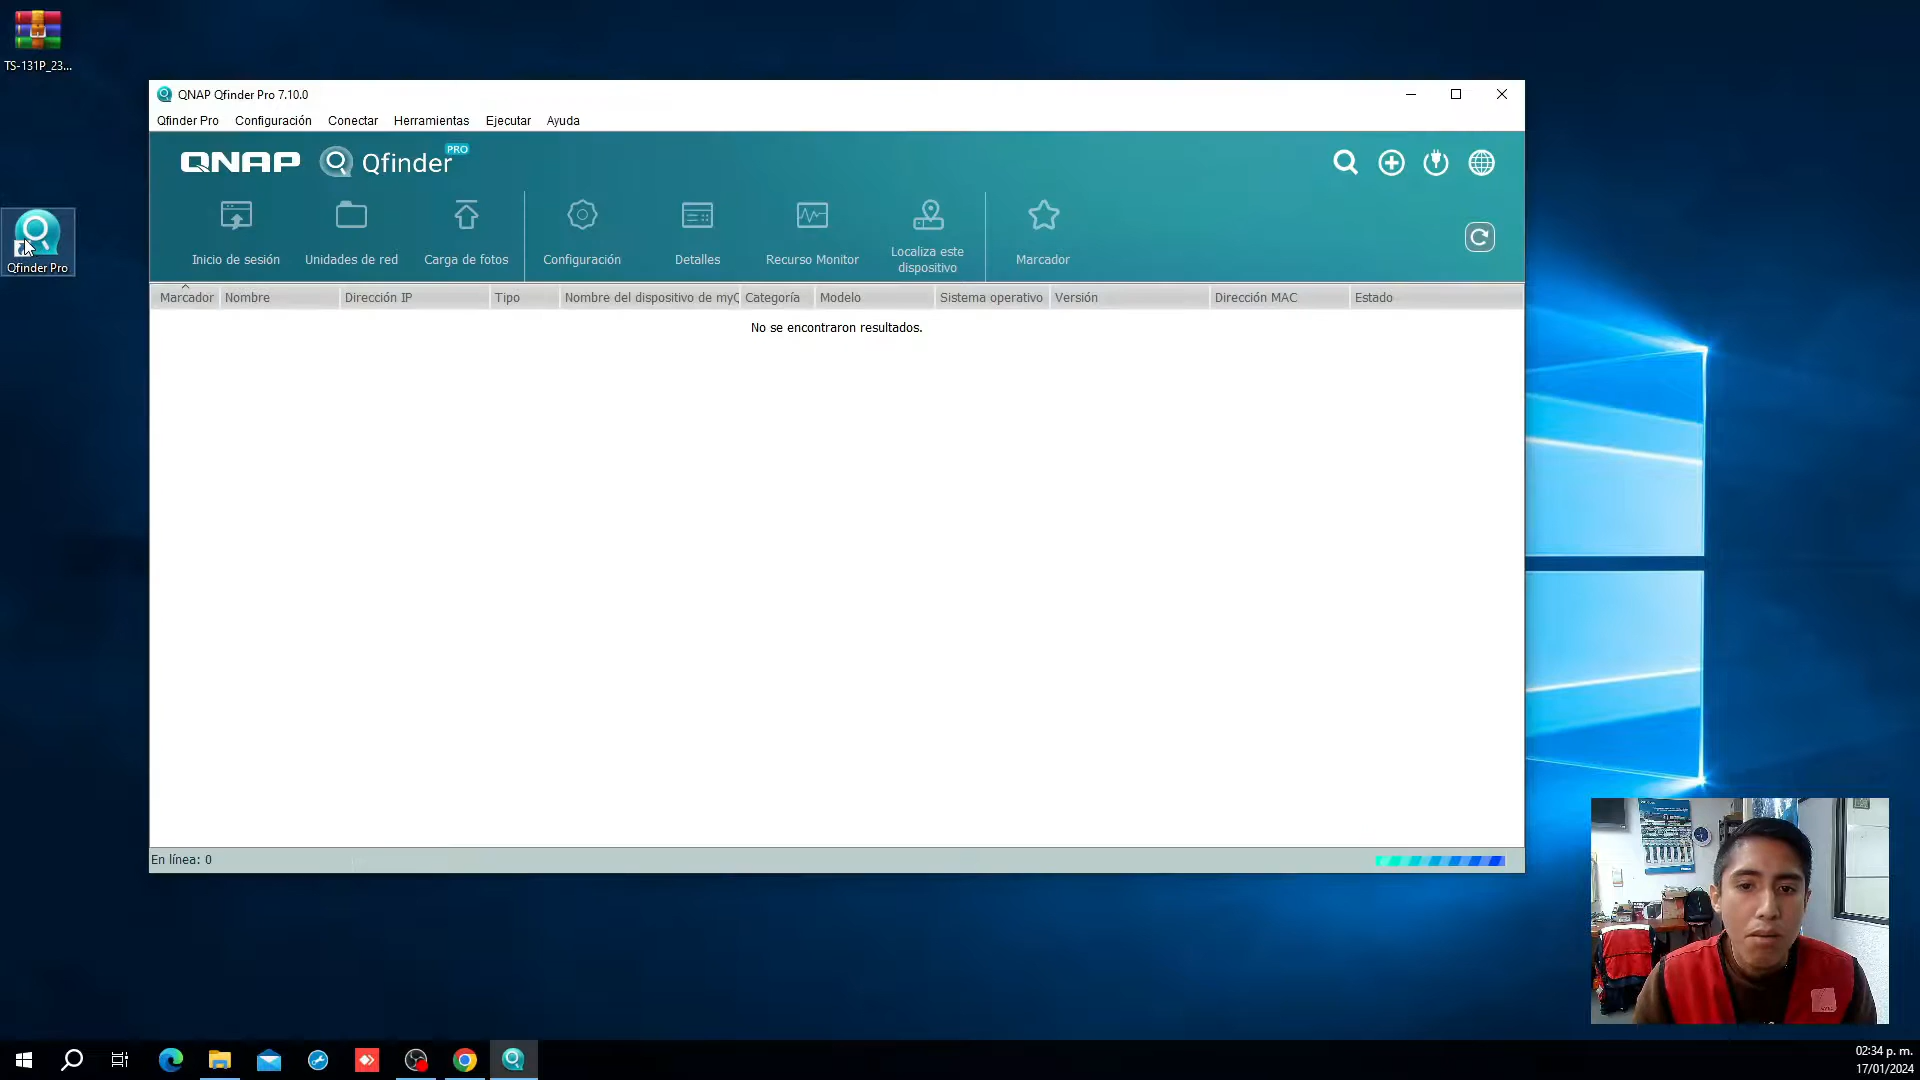 TS-131P_23...
Qfinder Pro
QNAP Qfinder Pro 7.10.0
Qfinder Pro Configuración Conectar Herramientas Ejecutar Ayuda
QNAP Qfinder PRO
Inicio de sesión Unidades de red Carga de fotos Configuración Detalles Recurso Monitor Localiza este dispositivo Marcador
Marcador Nombre Dirección IP Tipo Nombre del dispositivo de myQ Categoría Modelo Sistema operativo Versión Dirección MAC Estado
No se encontraron resultados.
En línea: 0
02:34 p. m.
17/01/2024